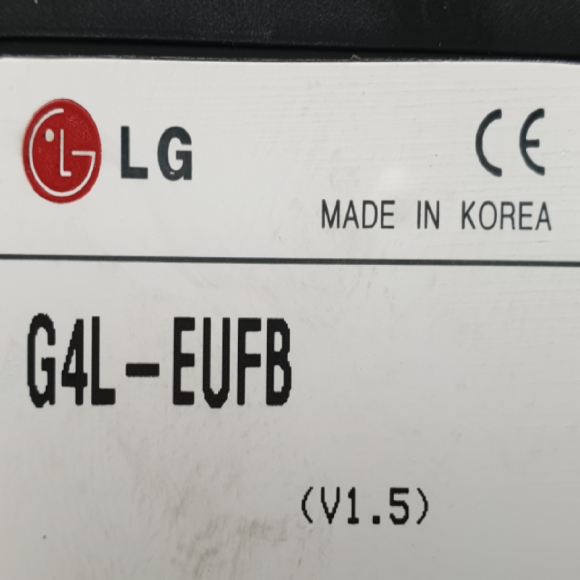 LG
CE
MADE IN KOREA
G4L-EUFB
(V1.5)